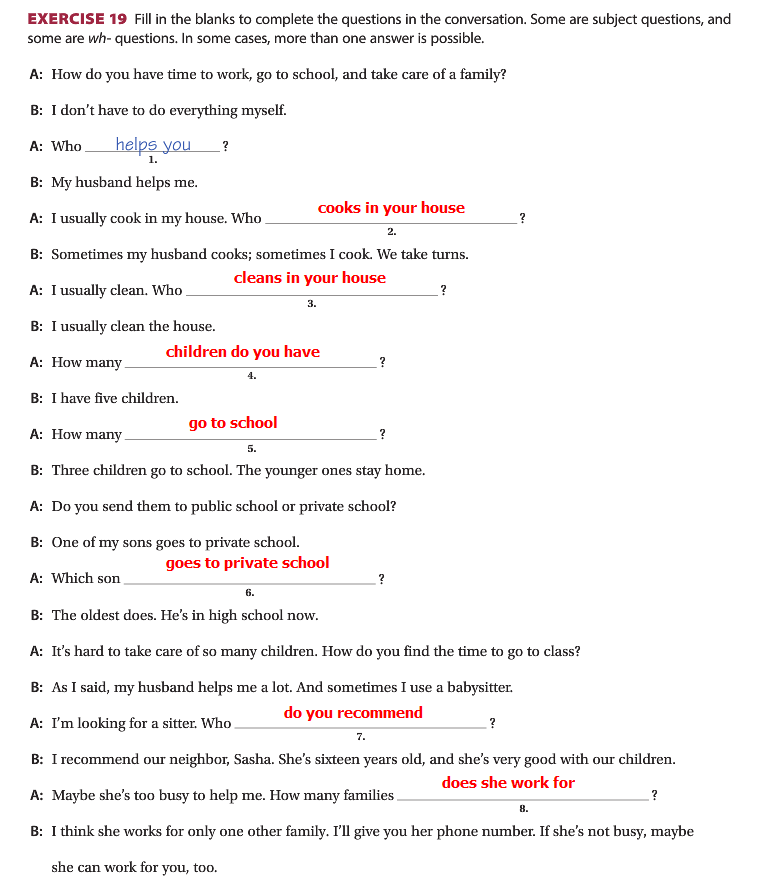 EXERCISE 19 Fill in the blanks to complete the questions in the conversation. Some are subject questions, and
some are wh- questions. In some cases, more than one answer is possible.
A: How do you have time to work, go to school, and take care of a family?
B: I don't have to do everything myself.
A: Who helps you ?
1.
B: My husband helps me.
A: I usually cook in my house. Who cooks in your house ?
2.
B: Sometimes my husband cooks; sometimes I cook. We take turns.
A: I usually clean. Who cleans in your house ?
3.
B: I usually clean the house.
A: How many children do you have ?
4.
B: I have five children.
A: How many go to school ?
5.
B: Three children go to school. The younger ones stay home.
A: Do you send them to public school or private school?
B: One of my sons goes to private school.
A: Which son goes to private school ?
6.
B: The oldest does. He's in high school now.
A: It's hard to take care of so many children. How do you find the time to go to class?
B: As I said, my husband helps me a lot. And sometimes I use a babysitter.
A: I'm looking for a sitter. Who do you recommend ?
7.
B: I recommend our neighbor, Sasha. She's sixteen years old, and she's very good with our children.
A: Maybe she's too busy to help me. How many families does she work for ?
8.
B: I think she works for only one other family. I'll give you her phone number. If she's not busy, maybe
she can work for you, too.